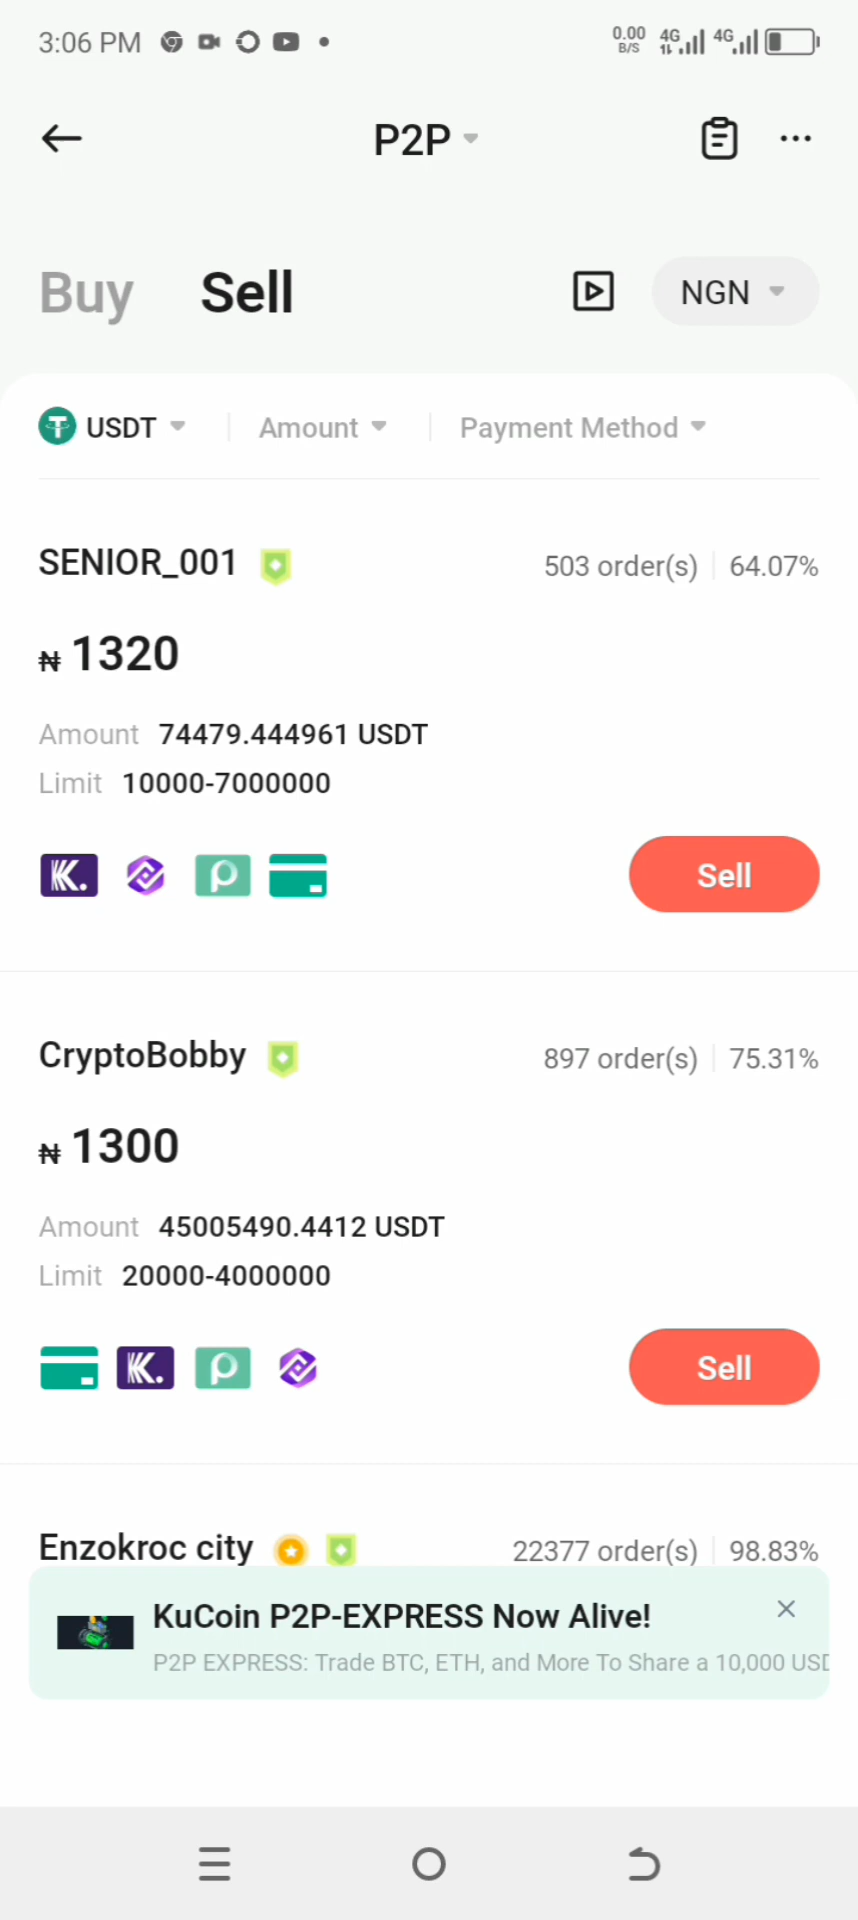 3:06 PM
0.00 B/S 4G 4G
P2P
Buy Sell NGN
USDT Amount Payment Method
SENIOR_001 503 order(s) 64.07%
₦ 1320
Amount 74479.444961 USDT
Limit 10000-7000000
K. Sell
CryptoBobby 897 order(s) 75.31%
₦ 1300
Amount 45005490.4412 USDT
Limit 20000-4000000
K. Sell
Enzokroc city 22377 order(s) 98.83%
KuCoin P2P-EXPRESS Now Alive!
P2P EXPRESS: Trade BTC, ETH, and More To Share a 10,000 USD